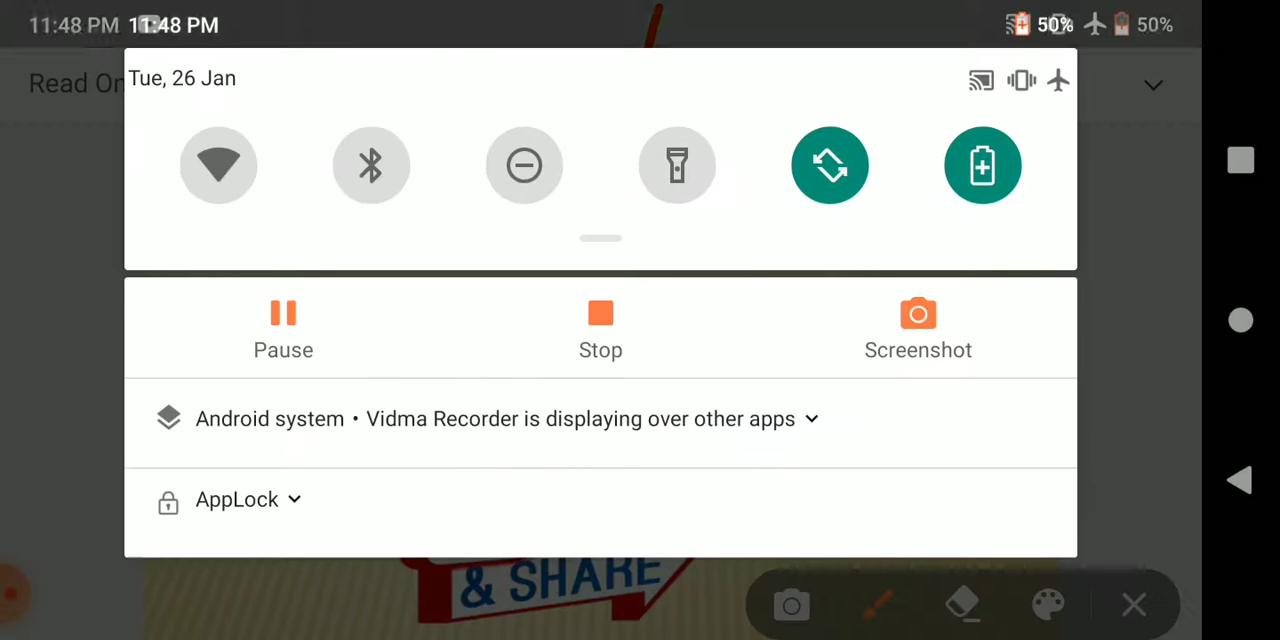 11:48 PM 11:48 PM 50% 50%
Read On
Tue, 26 Jan
Pause Stop Screenshot
Android system • Vidma Recorder is displaying over other apps
AppLock
& SHARE